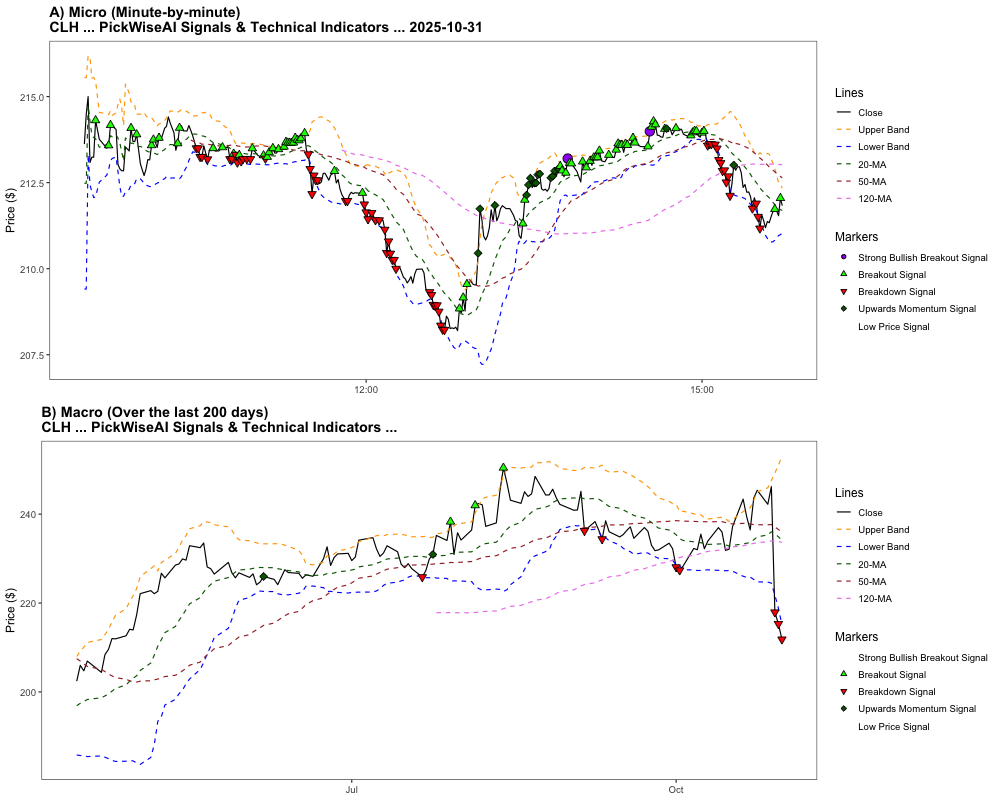 A) Micro (Minute-by-minute)
CLH ... PickWiseAI Signals & Technical Indicators ... 2025-10-31
Price ($)
215.0
212.5
210.0
207.5
12:00
15:00
Lines
Close
Upper Band
Lower Band
20-MA
50-MA
120-MA
Markers
Strong Bullish Breakout Signal
Breakout Signal
Breakdown Signal
Upwards Momentum Signal
Low Price Signal
B) Macro (Over the last 200 days)
CLH ... PickWiseAI Signals & Technical Indicators ...
Price ($)
240
220
200
Jul
Oct
Lines
Close
Upper Band
Lower Band
20-MA
50-MA
120-MA
Markers
Strong Bullish Breakout Signal
Breakout Signal
Breakdown Signal
Upwards Momentum Signal
Low Price Signal